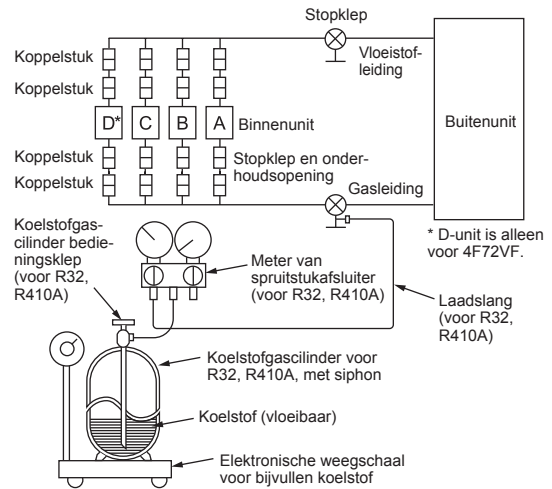 Stopklep
Koppelstuk
Vloeistof-
leiding
Koppelstuk
Buitenunit
D*
C
B
A
Binnenunit
Koppelstuk
Stopklep en onder-
houdsopening
Koppelstuk
Gasleiding
* D-unit is alleen
voor 4F72VF.
Koelstofgas-
cilinder bedie-
ningsklep
(voor R32,
R410A)
Meter van
spruitstukafsluiter
(voor R32, R410A)
Laadslang
(voor R32,
R410A)
Koelstofgascilinder voor
R32, R410A, met siphon
Koelstof (vloeibaar)
Elektronische weegschaal
voor bijvullen koelstof